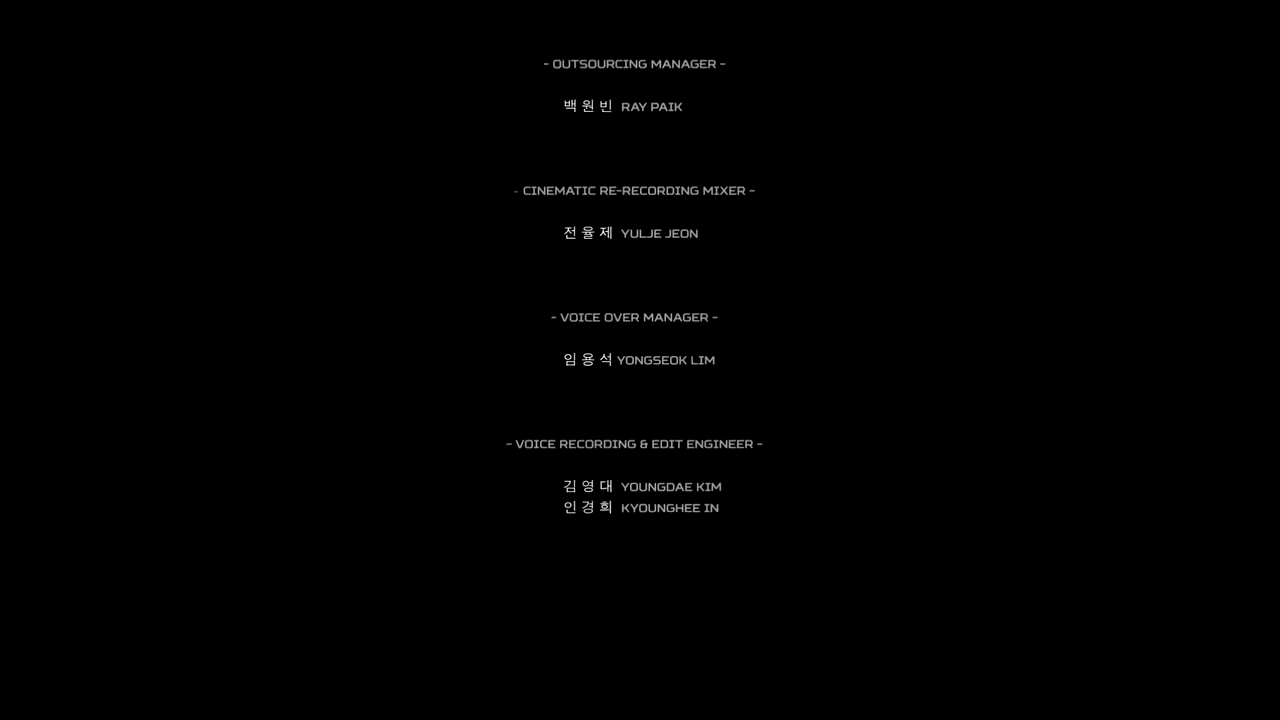 - OUTSOURCING MANAGER -
백 원 빈 RAY PAIK
- CINEMATIC RE-RECORDING MIXER -
전 율 제 YULJE JEON
- VOICE OVER MANAGER -
임 용 석 YONGSEOK LIM
- VOICE RECORDING & EDIT ENGINEER -
김 영 대 YOUNGDAE KIM
인 경 희 KYOUNGHEE IN